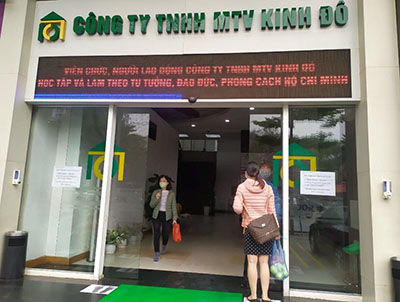 CÔNG TY TNHH MTV KINH ĐÔ
VIÊN CHỨC, NGƯỜI LAO ĐỘNG CÔNG TY TNHH MTV KINH ĐÔ
HỌC TẬP VÀ LÀM THEO TƯ TƯỞNG, ĐẠO ĐỨC, PHONG CÁCH HỒ CHÍ MINH